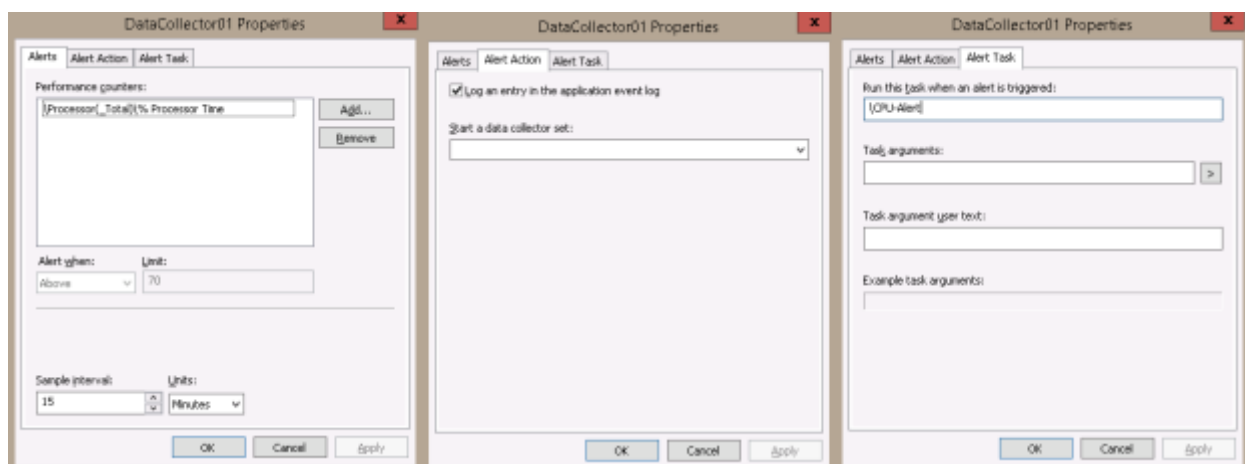 DataCollector01 Properties
x
Alerts Alert Action Alert Task
Performance counters:
\Processor(_Total)\% Processor Time
Add...
Remove
Alert when: Limit:
Above 70
Sample interval: Units:
15 Minutes
OK Cancel Apply
DataCollector01 Properties
x
Alerts Alert Action Alert Task
Log an entry in the application event log
Start a data collector set:
OK Cancel Apply
DataCollector01 Properties
x
Alerts Alert Action Alert Task
Run this task when an alert is triggered:
\CPU-Alert
Task arguments:
>
Task argument user text:
Example task arguments:
OK Cancel Apply